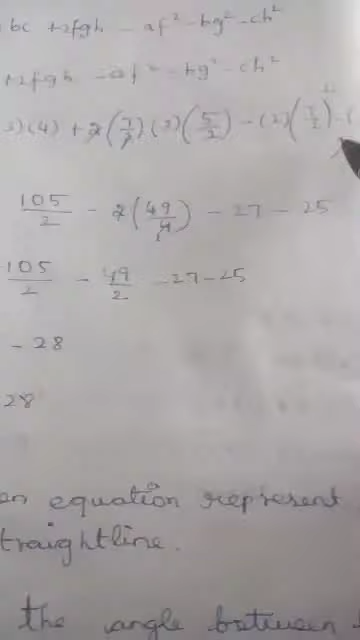 bc + 2fgh - af² - bg² - ch²
+ 2fgh - af² - bg² - ch²
)(4) + 2(7/2)(3)(5/2) - (2)(7/2)² - (
105/2 - 2(49/4) - 27 - 25
105/2 - 49/2 - 27 - 25
- 28
28
en equation represent
traightline.
the angle between